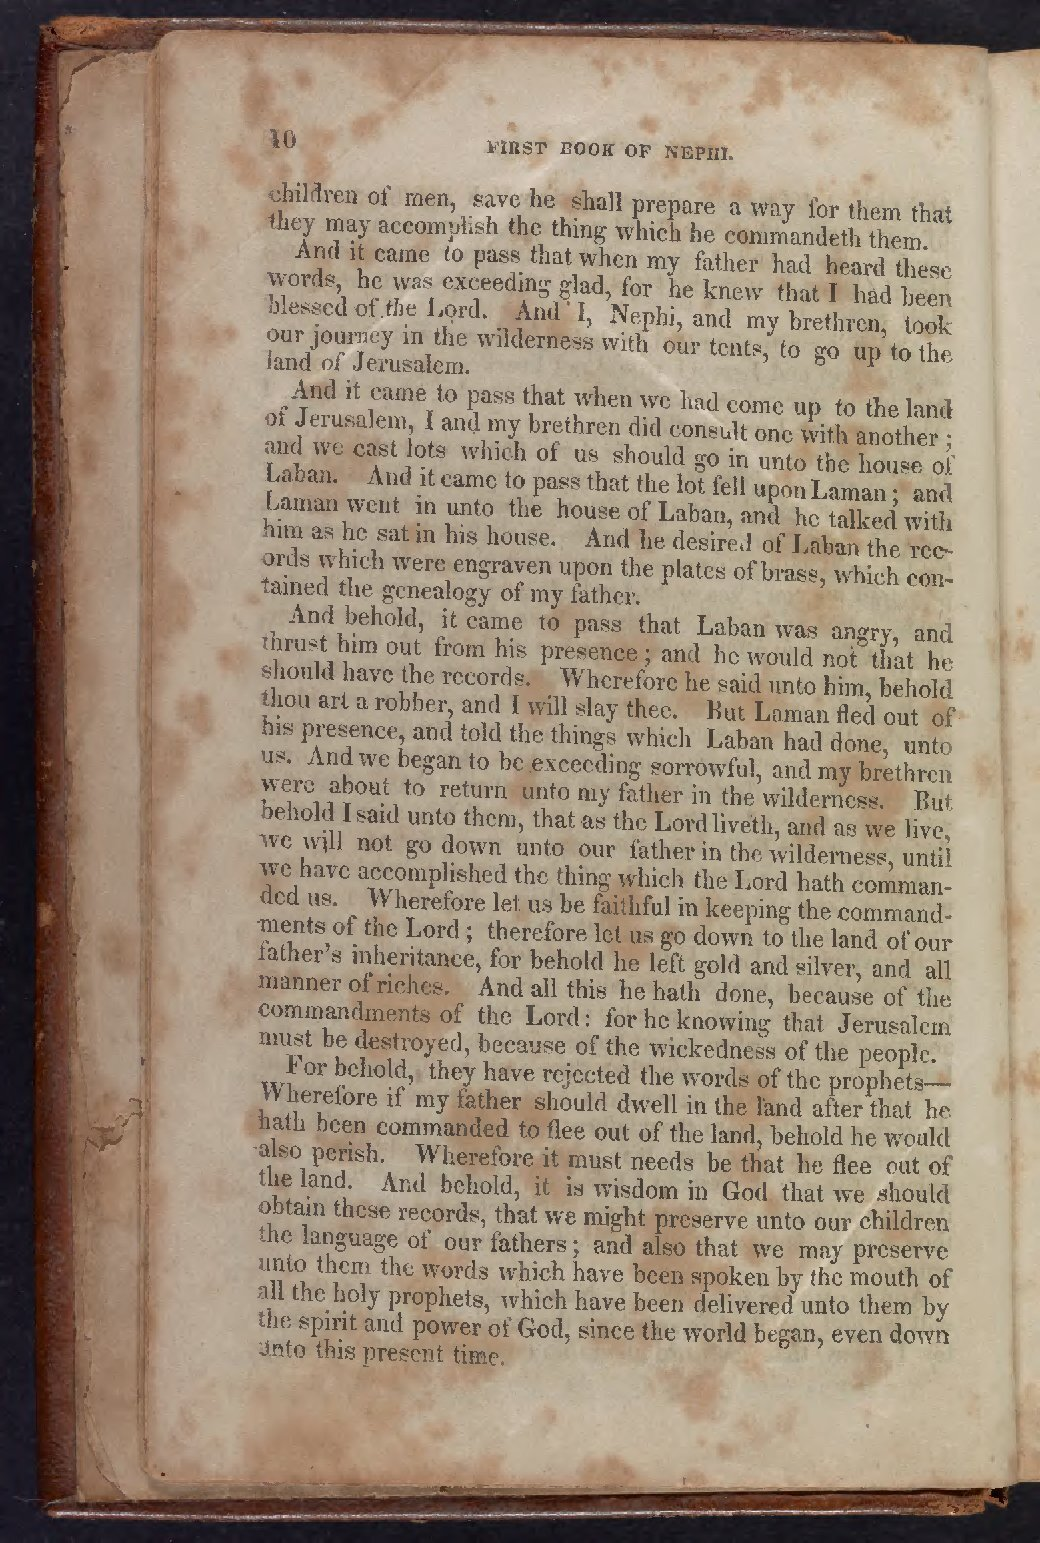 10
FIRST BOOK OF NEPHI.
children of men, save he shall prepare a way for them that
they may accomplish the thing which he commandeth them.
And it came to pass that when my father had heard these
words, he was exceeding glad, for he knew that I had been
blessed of the Lord. And I, Nephi, and my brethren, took
our journey in the wilderness with our tents, to go up to the
land of Jerusalem.
And it came to pass that when we had come up to the land
of Jerusalem, I and my brethren did consult one with another;
and we cast lots which of us should go in unto the house of
Laban. And it came to pass that the lot fell upon Laman; and
Laman went in unto the house of Laban, and he talked with
him as he sat in his house. And he desired of Laban the rec-
ords which were engraven upon the plates of brass, which con-
tained the genealogy of my father.
And behold, it came to pass that Laban was angry, and
thrust him out from his presence; and he would not that he
should have the records. Wherefore he said unto him, behold
thou art a robber, and I will slay thee. But Laman fled out of
his presence, and told the things which Laban had done, unto
us. And we began to be exceeding sorrowful, and my brethren
were about to return unto my father in the wilderness. But
behold I said unto them, that as the Lord liveth, and as we live,
we will not go down unto our father in the wilderness, until
we have accomplished the thing which the Lord hath comman-
ded us. Wherefore let us be faithful in keeping the command-
ments of the Lord; therefore let us go down to the land of our
father's inheritance, for behold he left gold and silver, and all
manner of riches. And all this he hath done, because of the
commandments of the Lord: for he knowing that Jerusalem
must be destroyed, because of the wickedness of the people.
For behold, they have rejected the words of the prophets—
Wherefore if my father should dwell in the land after that he
hath been commanded to flee out of the land, behold he would
also perish. Wherefore it must needs be that he flee out of
the land. And behold, it is wisdom in God that we should
obtain these records, that we might preserve unto our children
the language of our fathers; and also that we may preserve
unto them the words which have been spoken by the mouth of
all the holy prophets, which have been delivered unto them by
the spirit and power of God, since the world began, even down
unto this present time.